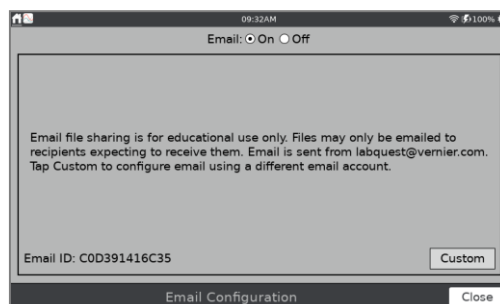 09:32AM
100%
Email: On Off
Email file sharing is for educational use only. Files may only be emailed to
recipients expecting to receive them. Email is sent from labquest@vernier.com.
Tap Custom to configure email using a different email account.
Email ID: C0D391416C35
Custom
Email Configuration
Close